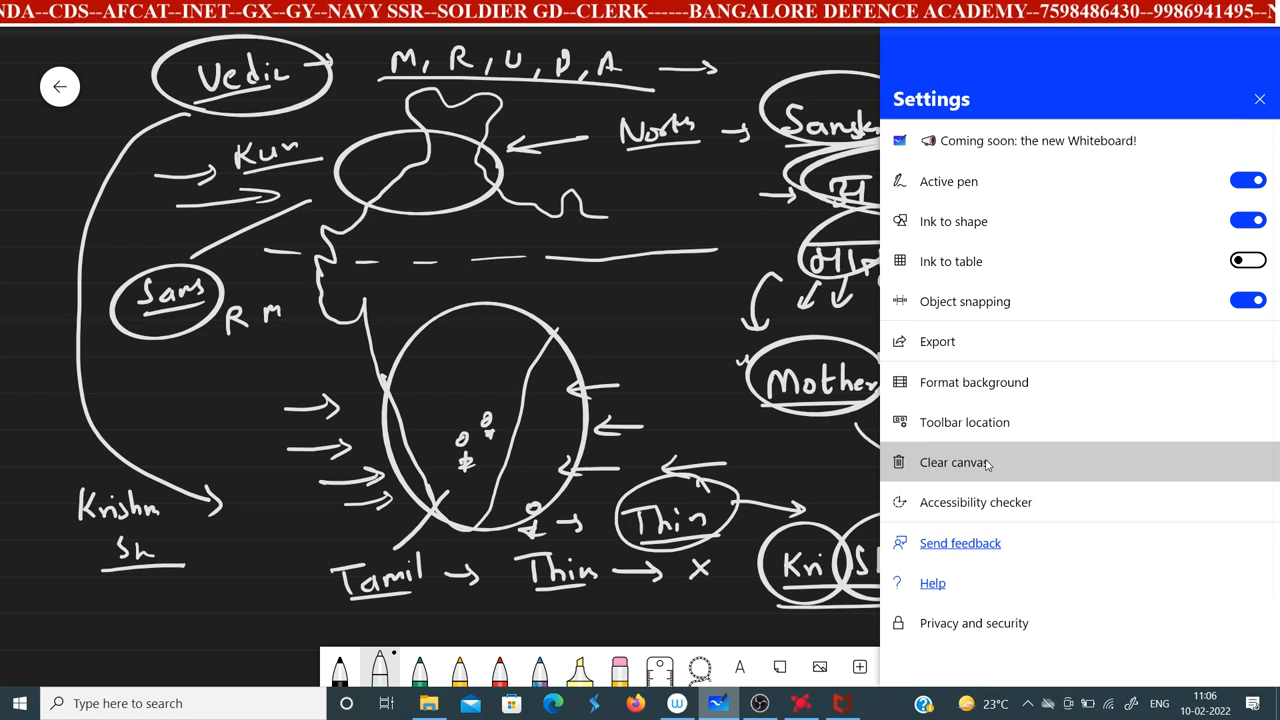 NDA--CDS--AFCAT--INET--GX--GY--NAVY SSR--SOLDIER GD--CLERK------BANGALORE DEFENCE ACADEMY--7598486430--9986941495--N
Vedic
M, R, U, B, A
North
Sansk
Kur
Sans
R m
Mother
Krishn
Sh
Thin
Tamil
Thin
X
Kri
S
Settings
Coming soon: the new Whiteboard!
Active pen
Ink to shape
Ink to table
Object snapping
Export
Format background
Toolbar location
Clear canvas
Accessibility checker
Send feedback
Help
Privacy and security
A
Type here to search
23°C
ENG
11:06
10-02-2022